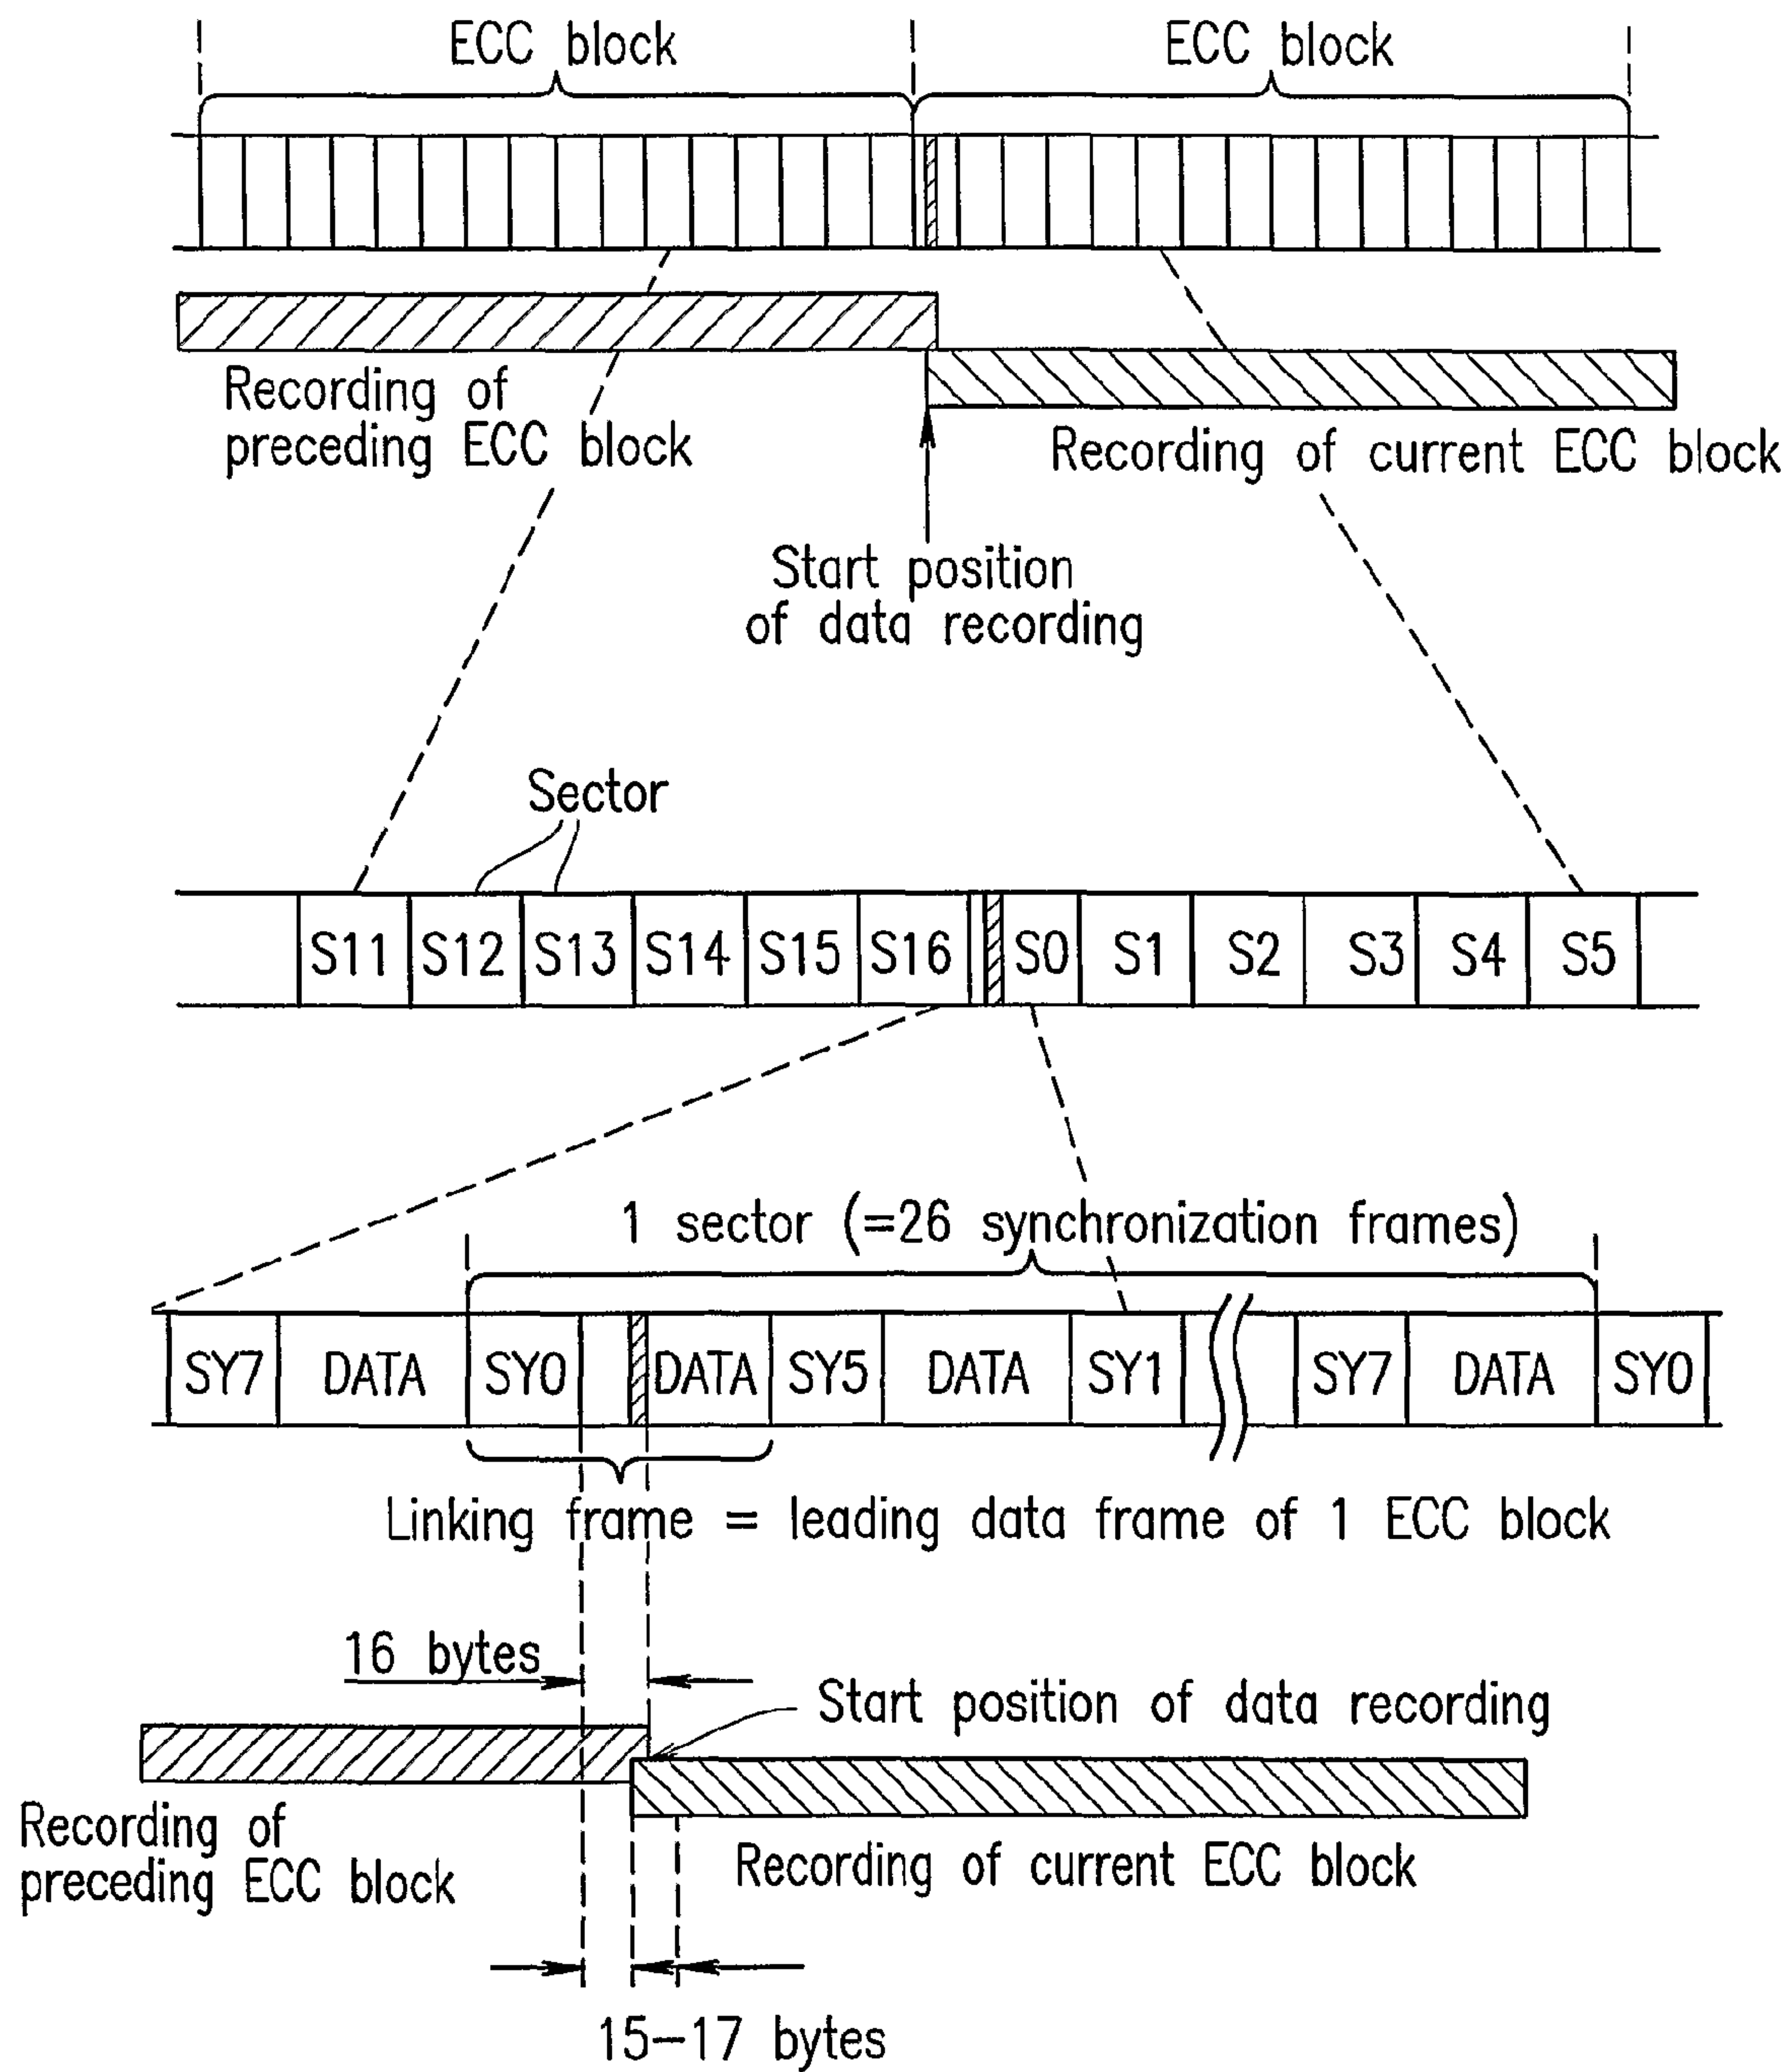 ECC block ECC block
Recording of
preceding ECC block
Recording of current ECC block
Start position
of data recording
Sector
S11 S12 S13 S14 S15 S16 S0 S1 S2 S3 S4 S5
1 sector (=26 synchronization frames)
SY7 DATA SY0 DATA SY5 DATA SY1 SY7 DATA SY0
Linking frame = leading data frame of 1 ECC block
16 bytes
Start position of data recording
Recording of
preceding ECC block
Recording of current ECC block
15-17 bytes